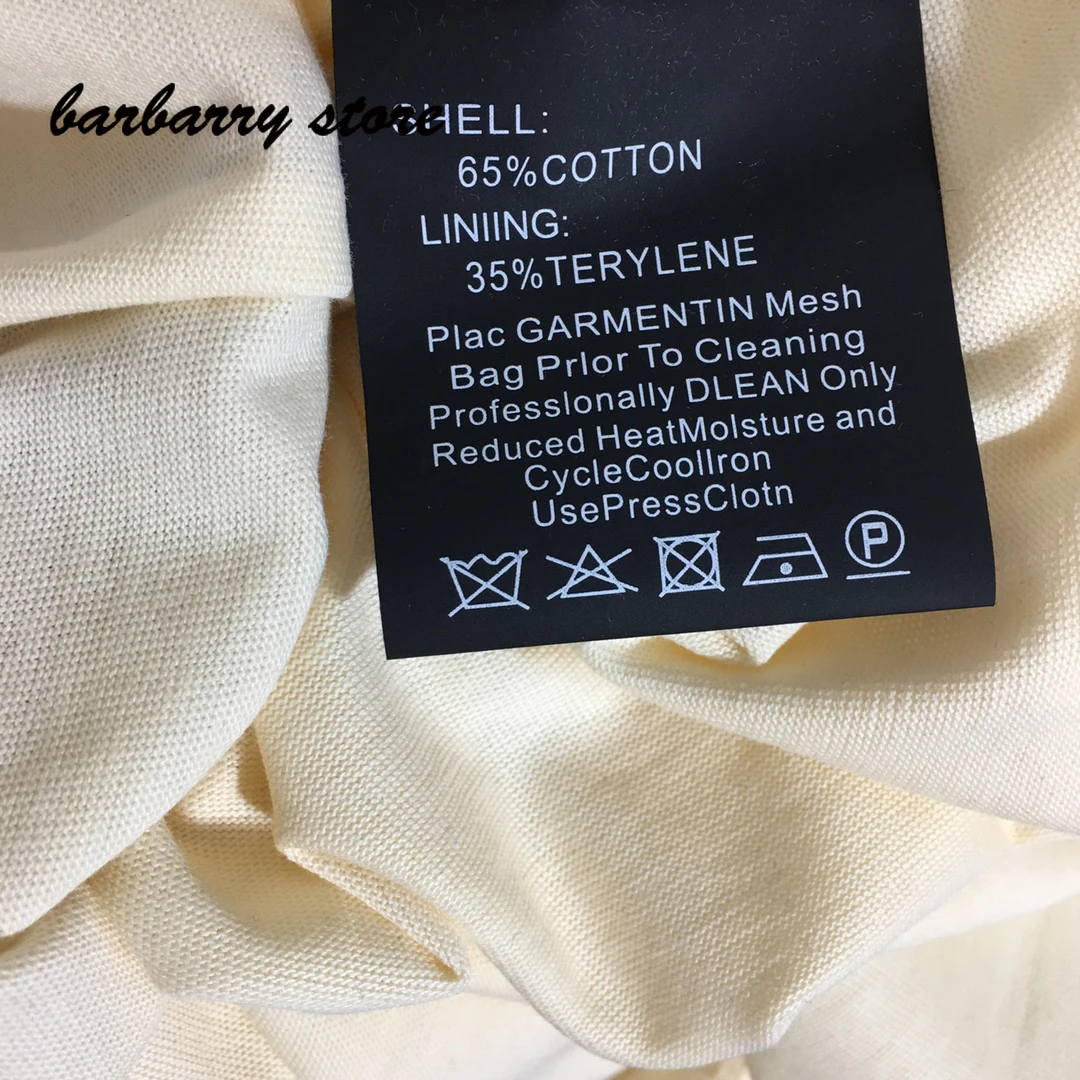 barbarry store
SHELL:
65%COTTON
LINIING:
35%TERYLENE
Plac GARMENTIN Mesh
Bag Prlor To Cleaning
Professlonally DLEAN Only
Reduced HeatMolsture and
CycleCoollron
UsePressClotn
P